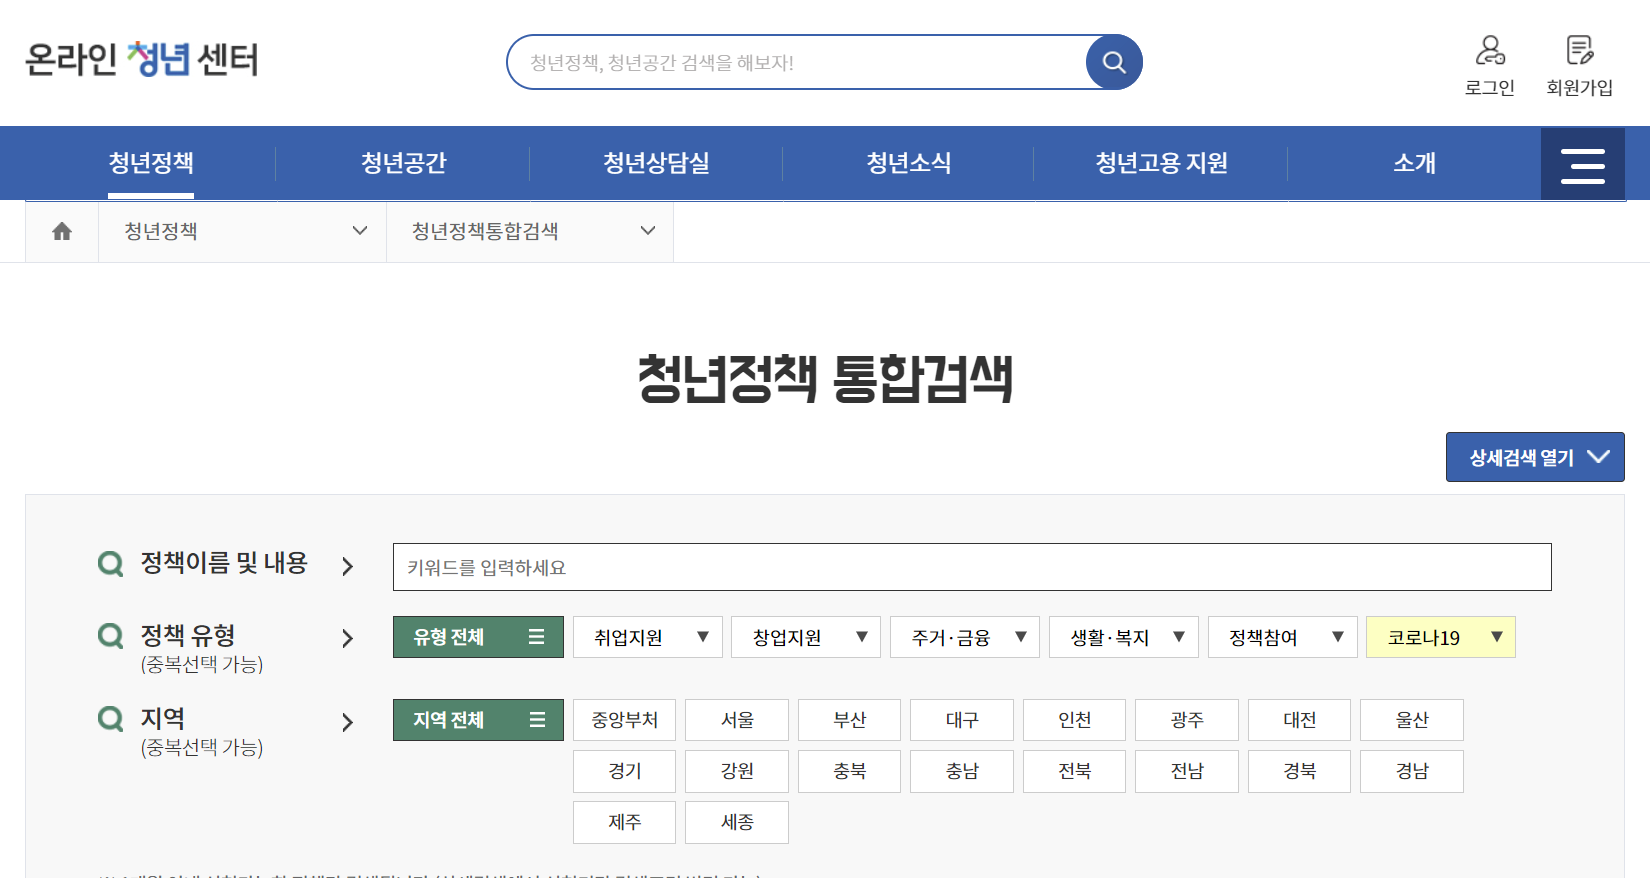 온라인 청년 센터
청년정책, 청년공간 검색을 해보자!
로그인
회원가입
청년정책 청년공간 청년상담실 청년소식 청년고용 지원 소개
청년정책 청년정책통합검색
청년정책 통합검색
상세검색 열기
정책이름 및 내용 키워드를 입력하세요
정책 유형 유형 전체 취업지원 창업지원 주거·금융 생활·복지 정책참여 코로나19
(중복선택 가능)
지역 지역 전체 중앙부처 서울 부산 대구 인천 광주 대전 울산
(중복선택 가능)
경기 강원 충북 충남 전북 전남 경북 경남
제주 세종